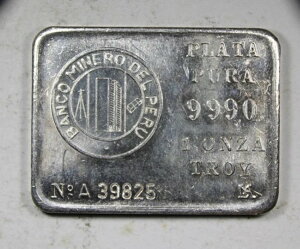 BANCO MINERO DEL PERU
Nº A 39825
PLATA
PURA
9990
1 ONZA
TROY